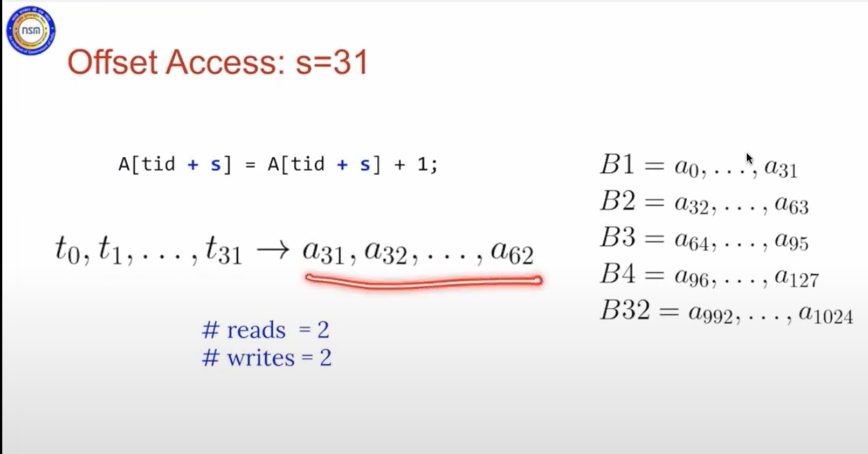 nsm
Offset Access: s=31
A[tid + s] = A[tid + s] + 1;
t₀, t₁, . . . , t₃₁ → a₃₁, a₃₂, . . . , a₆₂
# reads = 2
# writes = 2
B1 = a₀, . . . , a₃₁
B2 = a₃₂, . . . , a₆₃
B3 = a₆₄, . . . , a₉₅
B4 = a₉₆, . . . , a₁₂₇
B32 = a₉₉₂, . . . , a₁₀₂₄